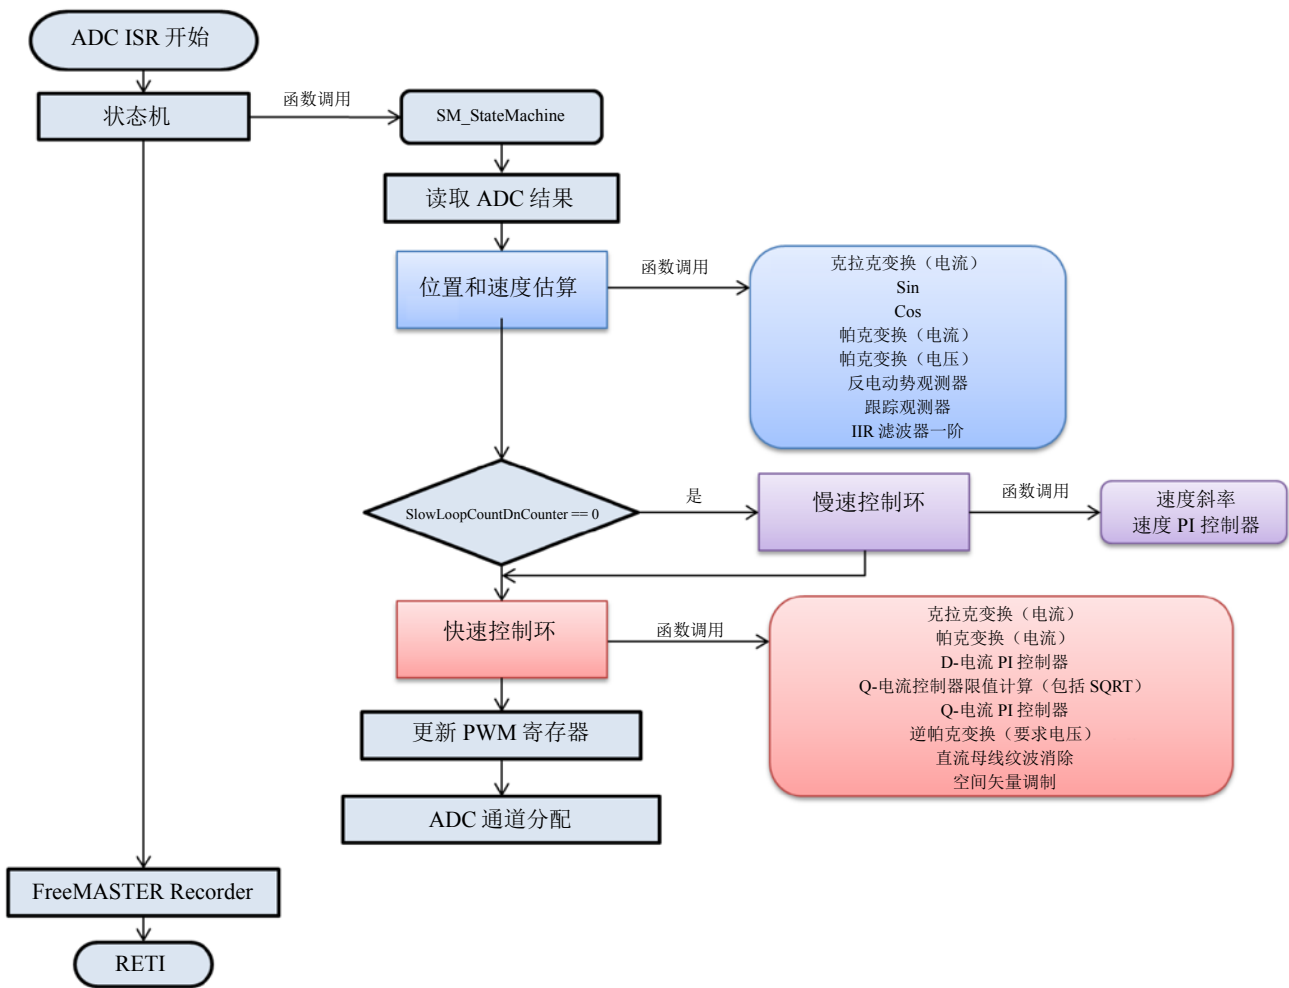 ADC ISR 开始
状态机
函数调用
SM_StateMachine
读取 ADC 结果
位置和速度估算
函数调用
克拉克变换（电流）
Sin
Cos
帕克变换（电流）
帕克变换（电压）
反电动势观测器
跟踪观测器
IIR 滤波器一阶
SlowLoopCountDnCounter == 0
是
慢速控制环
函数调用
速度斜率
速度 PI 控制器
快速控制环
函数调用
克拉克变换（电流）
帕克变换（电流）
D-电流 PI 控制器
Q-电流控制器限值计算（包括 SQRT）
Q-电流 PI 控制器
逆帕克变换（要求电压）
直流母线纹波消除
空间矢量调制
更新 PWM 寄存器
ADC 通道分配
FreeMASTER Recorder
RETI